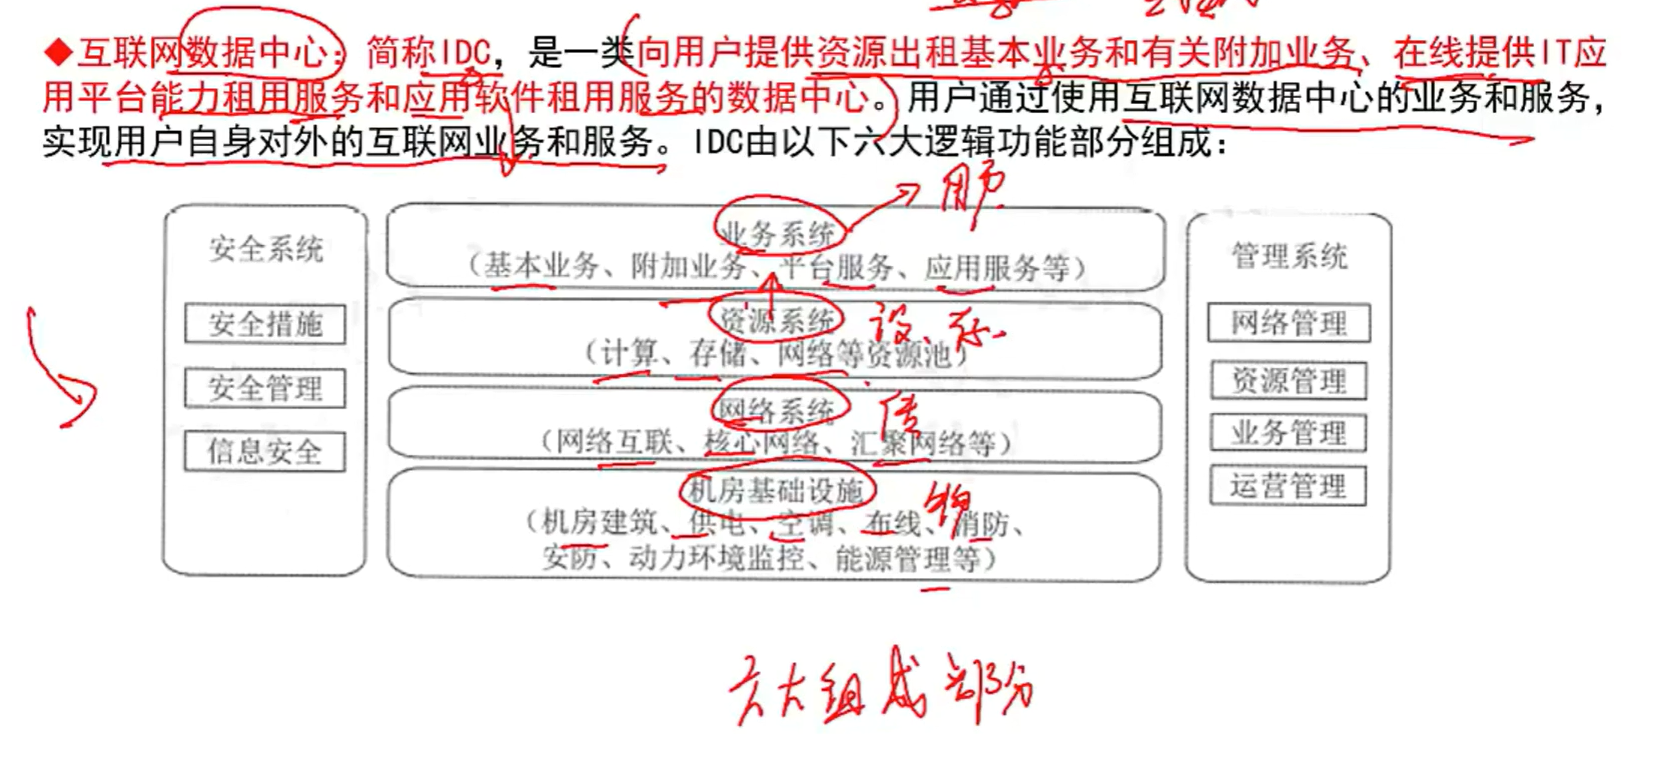 ◆互联网数据中心：简称IDC，是一类向用户提供资源出租基本业务和有关附加业务、在线提供IT应
用平台能力租用服务和应用软件租用服务的数据中心。用户通过使用互联网数据中心的业务和服务，
实现用户自身对外的互联网业务和服务。IDC由以下六大逻辑功能部分组成：
用户
安全系统
安全措施
安全管理
信息安全
业务系统
（基本业务、附加业务、平台服务、应用服务等）
资源系统
（计算、存储、网络等资源池）
网络系统
（网络互联、核心网络、汇聚网络等）
传
机房基础设施
（机房建筑、供电、空调、布线、消防、
安防、动力环境监控、能源管理等）
管理系统
网络管理
资源管理
业务管理
运营管理
六大组成部分